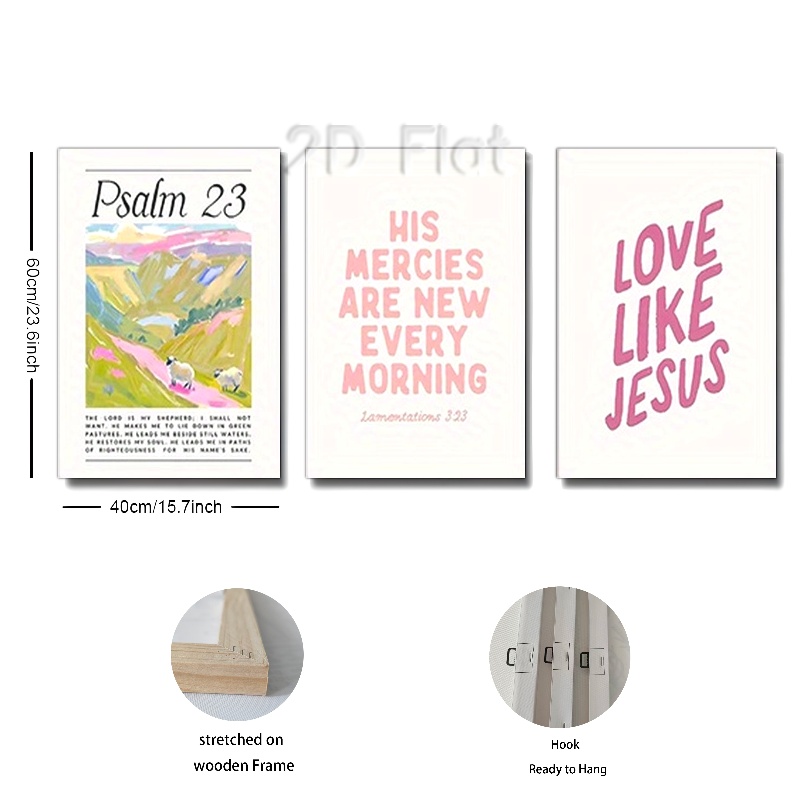 2D Flat
Psalm 23
THE LORD IS MY SHEPHERD; I SHALL NOT
WANT. HE MAKES ME TO LIE DOWN IN GREEN
PASTURES. HE LEADS ME BESIDE STILL WATERS.
HE RESTORES MY SOUL. HE LEADS ME IN PATHS
OF RIGHTEOUSNESS FOR HIS NAME'S SAKE.
HIS
MERCIES
ARE NEW
EVERY
MORNING
Lamentations 3:23
LOVE
LIKE
JESUS
60cm/23.6inch
40cm/15.7inch
stretched on
wooden Frame
Hook
Ready to Hang